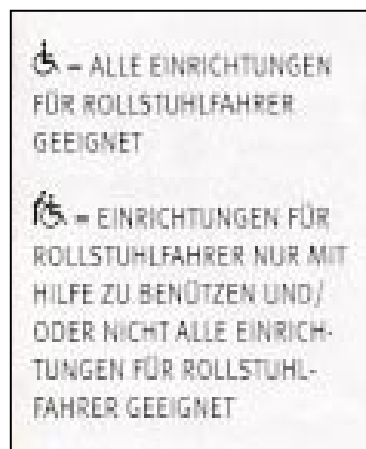 = ALLE EINRICHTUNGEN
FÜR ROLLSTUHLFAHRER
GEEIGNET
= EINRICHTUNGEN FÜR
ROLLSTUHLFAHRER NUR MIT
HILFE ZU BENÜTZEN UND/
ODER NICHT ALLE EINRICH-
TUNGEN FÜR ROLLSTUHL-
FAHRER GEEIGNET